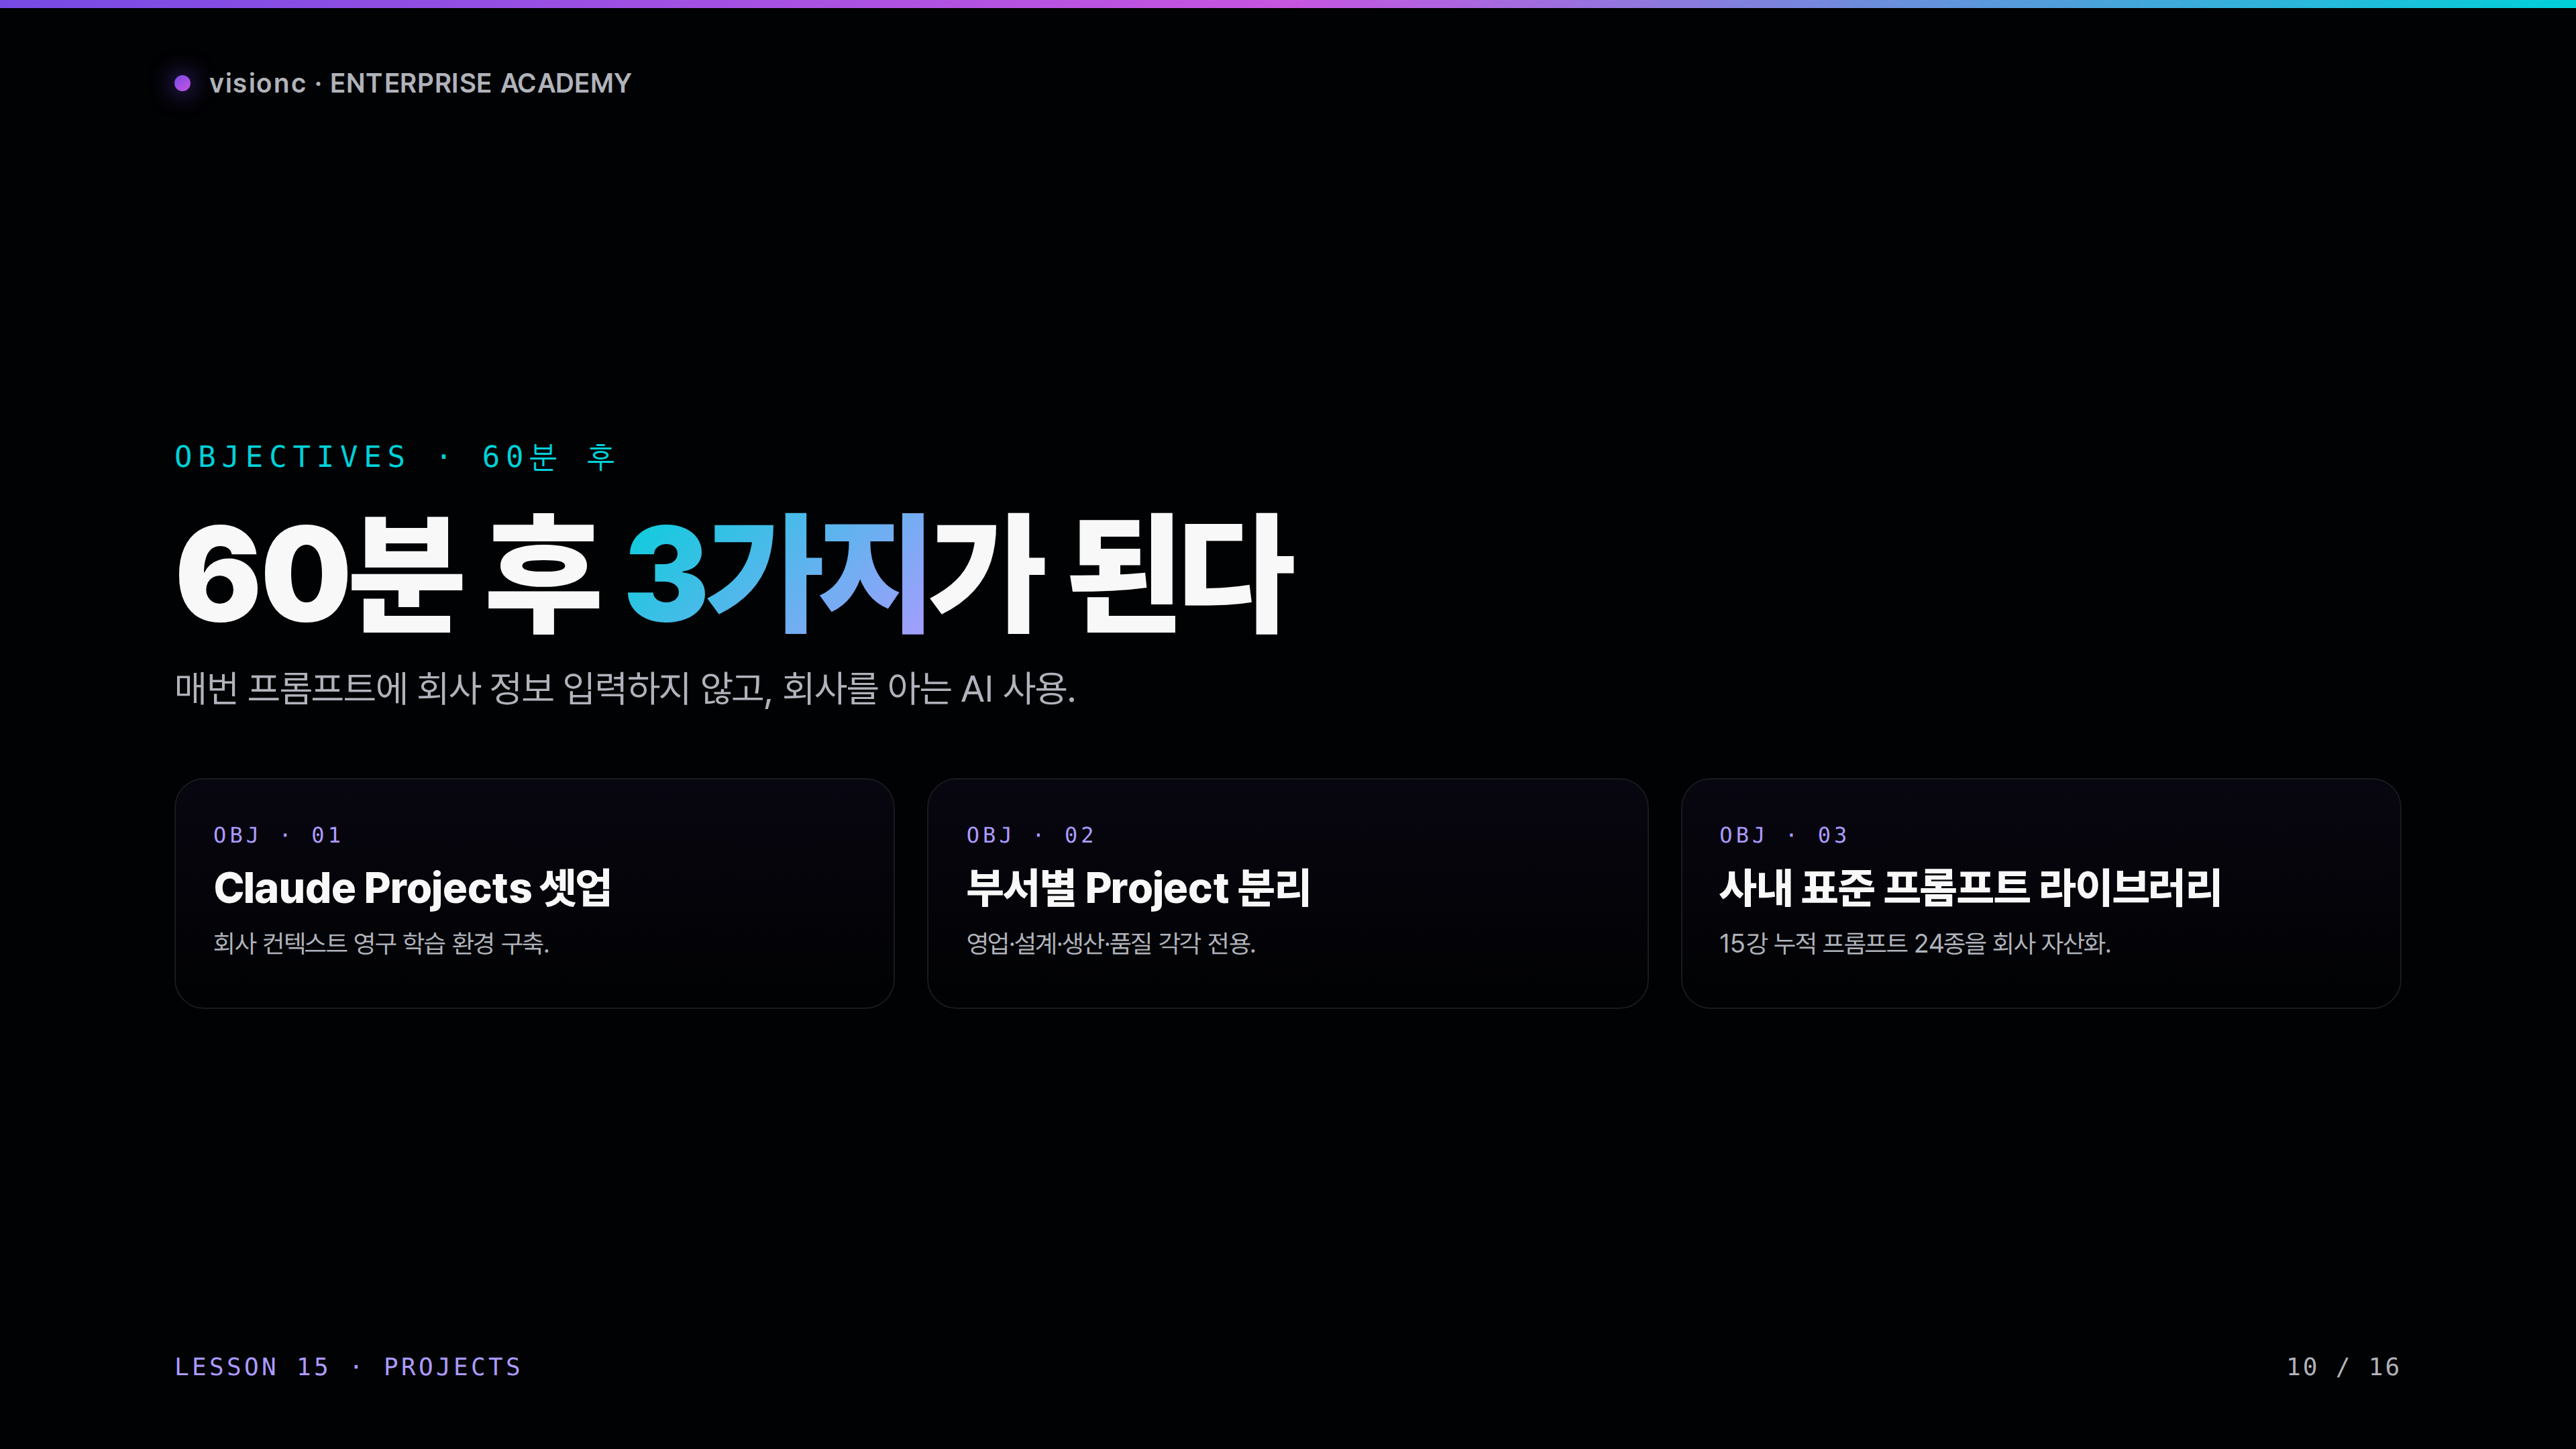 visionc · ENTERPRISE ACADEMY
OBJECTIVES · 60분 후
60분 후 3가지가 된다
매번 프롬프트에 회사 정보 입력하지 않고, 회사를 아는 AI 사용.
OBJ · 01
Claude Projects 셋업
회사 컨텍스트 영구 학습 환경 구축.
OBJ · 02
부서별 Project 분리
영업·설계·생산·품질 각각 전용.
OBJ · 03
사내 표준 프롬프트 라이브러리
15강 누적 프롬프트 24종을 회사 자산화.
LESSON 15 · PROJECTS
10 / 16